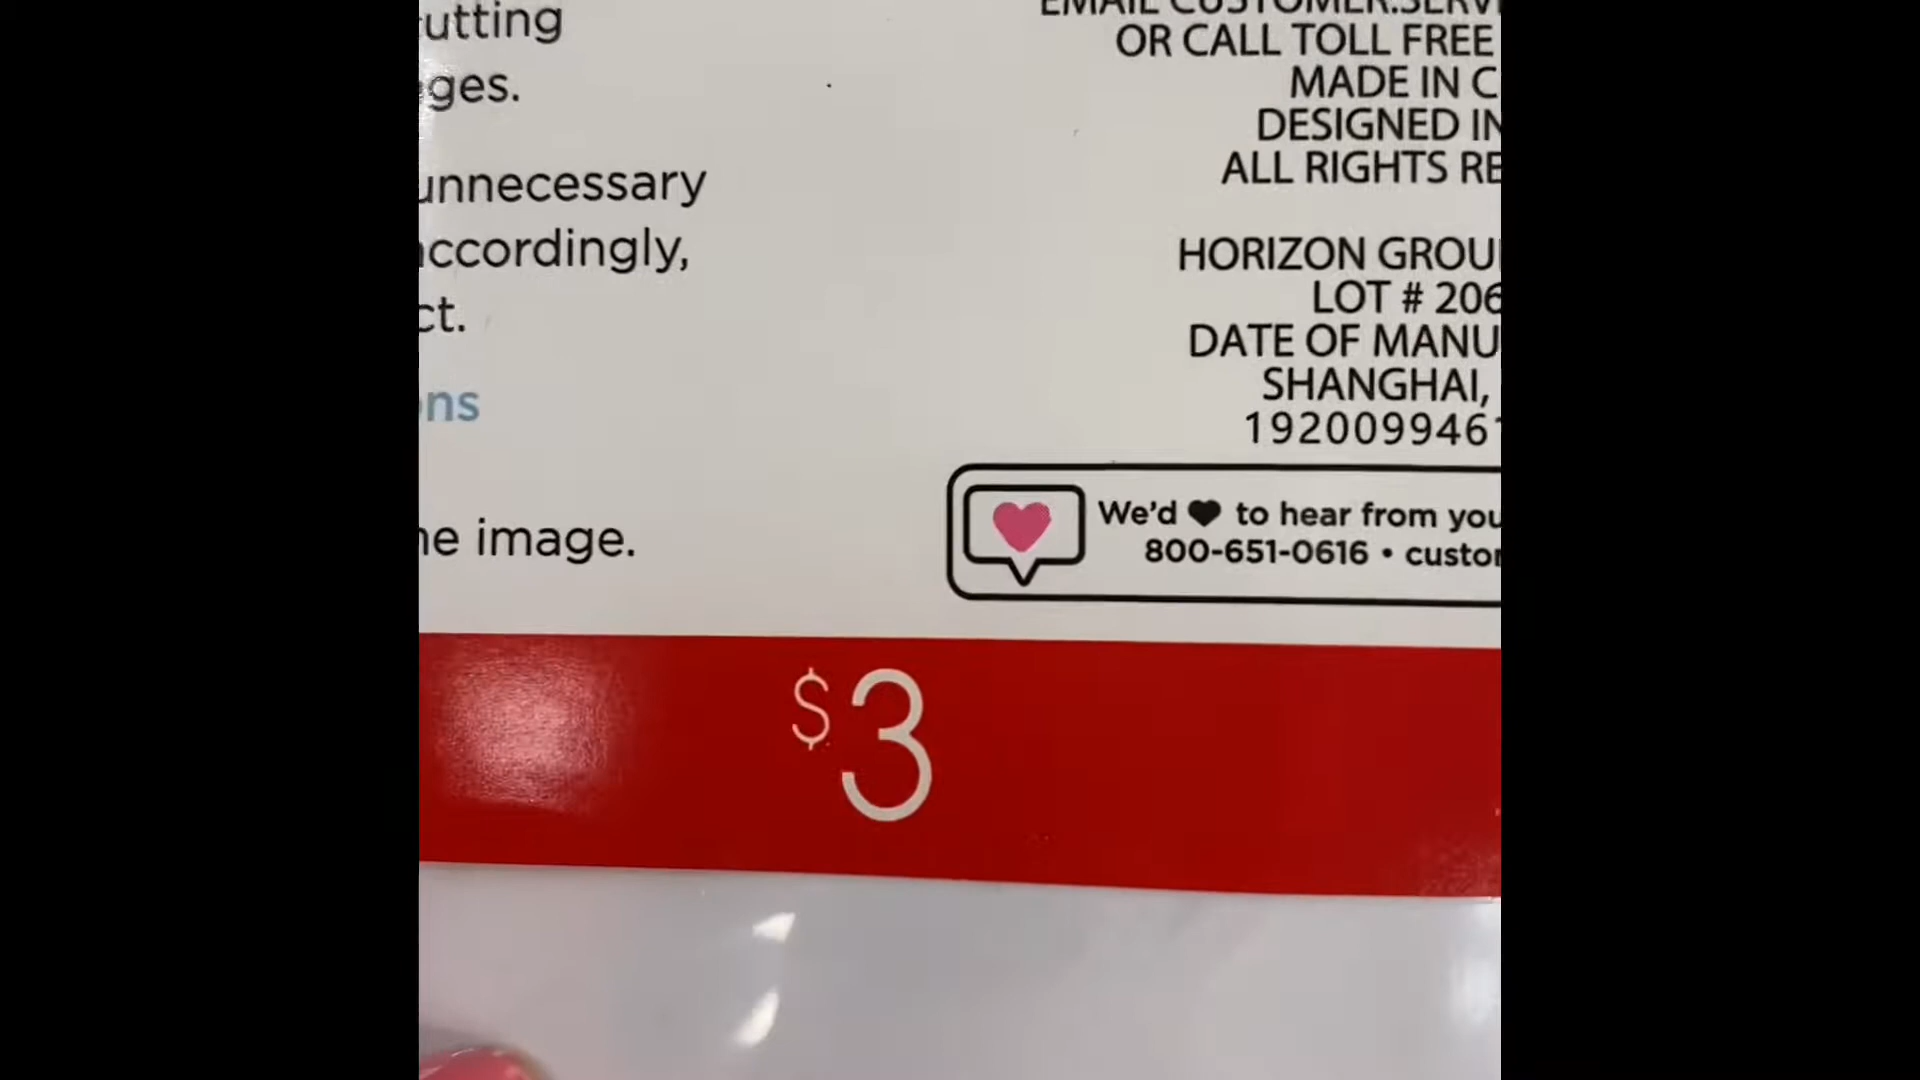 utting
ges.
unnecessary
ccordingly,
ct.
ns
e image.
EMAIL CUSTOMER.SERV
OR CALL TOLL FREE
MADE IN C
DESIGNED IN
ALL RIGHTS RE
HORIZON GROU
LOT # 206
DATE OF MANU
SHANGHAI,
192009946
We'd ♥ to hear from you
800-651-0616 • custo
$3